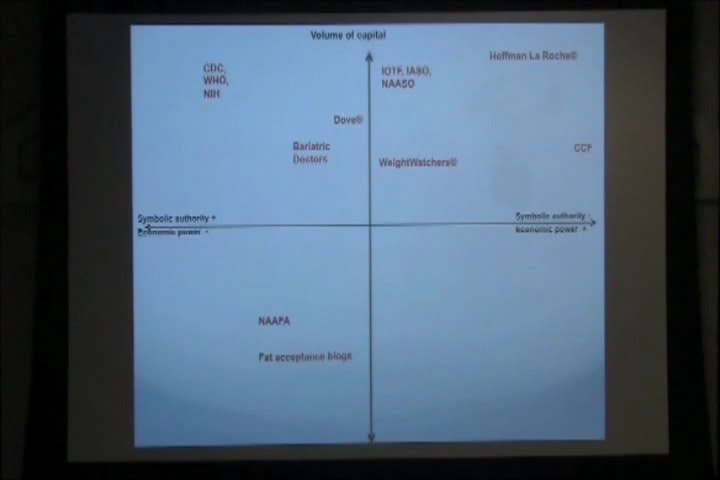 Volume of capital
Hoffman La Roche®
CDC,
WHO,
NIH
IOTF, IASO,
NAASO
Dove®
Bariatric
Doctors
CCF
WeightWatchers®
Symbolic authority +
Economic power -
Symbolic authority -
Economic power +
NAAFA
Fat acceptance blogs